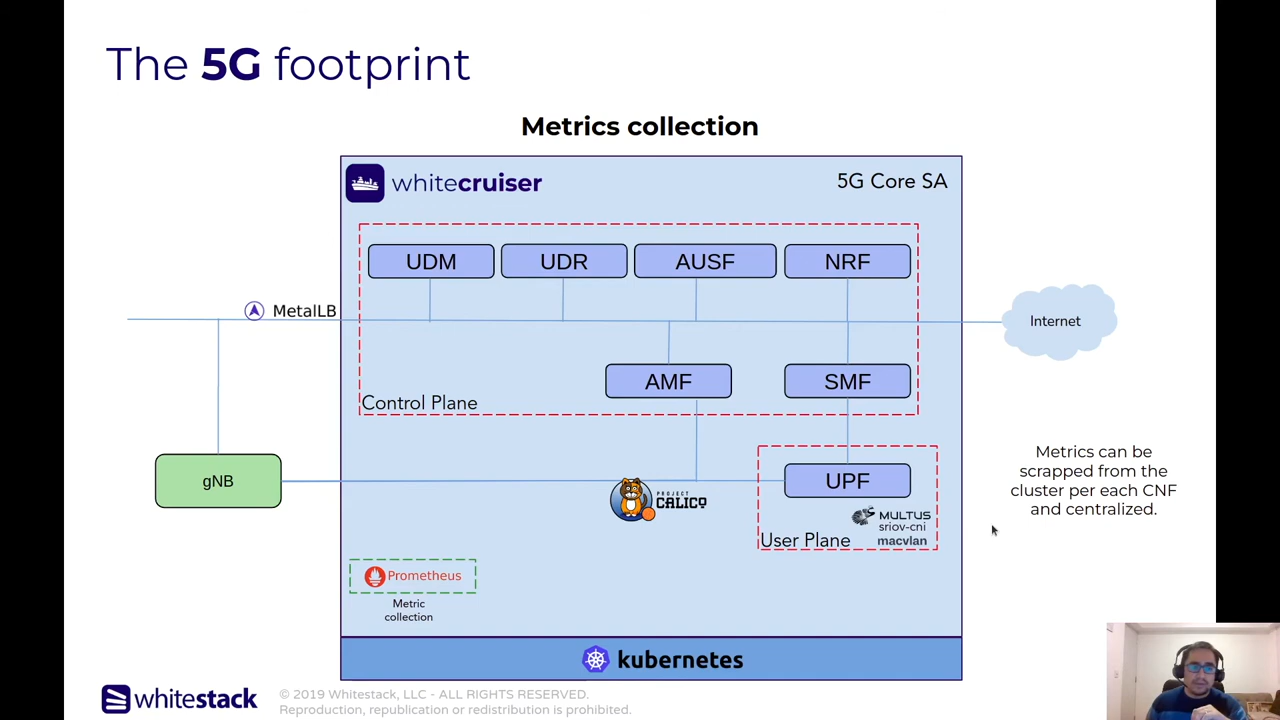 The 5G footprint
Metrics collection
whitecruiser
5G Core SA
UDM
UDR
AUSF
NRF
MetalLB
Internet
AMF
SMF
Control Plane
gNB
UPF
PROJECT
CALICO
MULTUS
sriov-cni
macvlan
User Plane
Metrics can be
scrapped from the
cluster per each CNF
and centralized.
Prometheus
Metric
collection
kubernetes
whitestack
© 2019 Whitestack, LLC - ALL RIGHTS RESERVED.
Reproduction, republication or redistribution is prohibited.